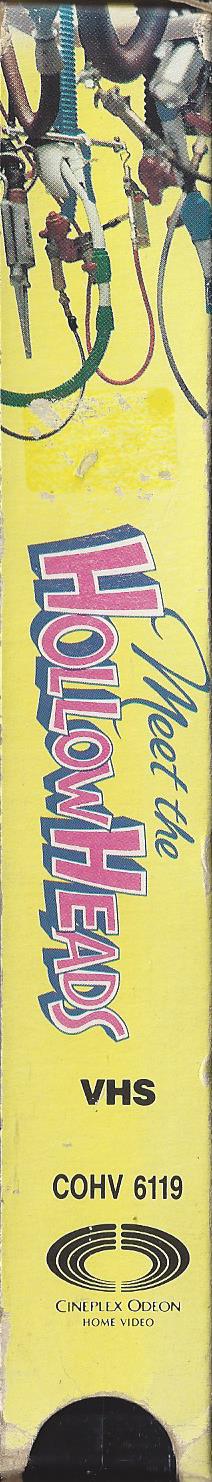 Meet the
HOLLOWHEADS
VHS
COHV 6119
CINEPLEX ODEON
HOME VIDEO